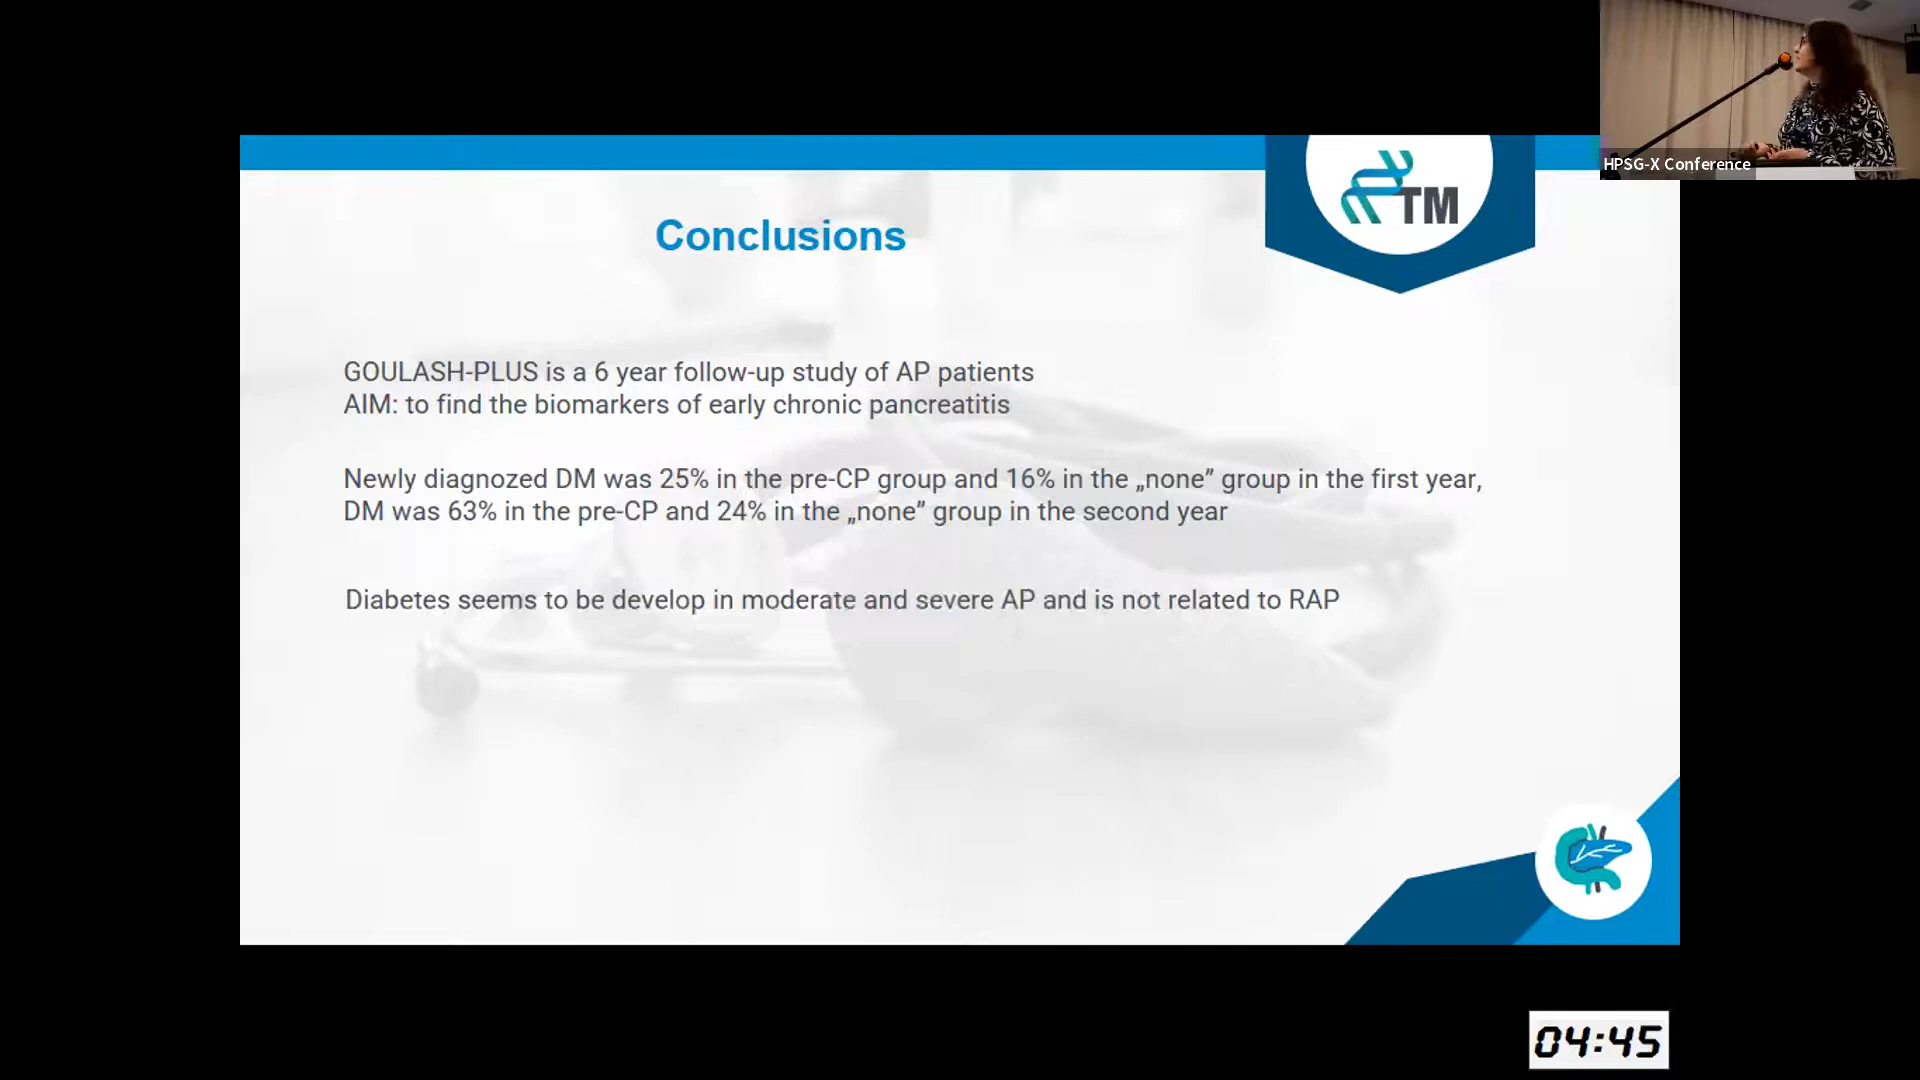 HPSG-X Conference
TM
Conclusions
GOULASH-PLUS is a 6 year follow-up study of AP patients
AIM: to find the biomarkers of early chronic pancreatitis
Newly diagnozed DM was 25% in the pre-CP group and 16% in the „none” group in the first year,
DM was 63% in the pre-CP and 24% in the „none” group in the second year
Diabetes seems to be develop in moderate and severe AP and is not related to RAP
04:45